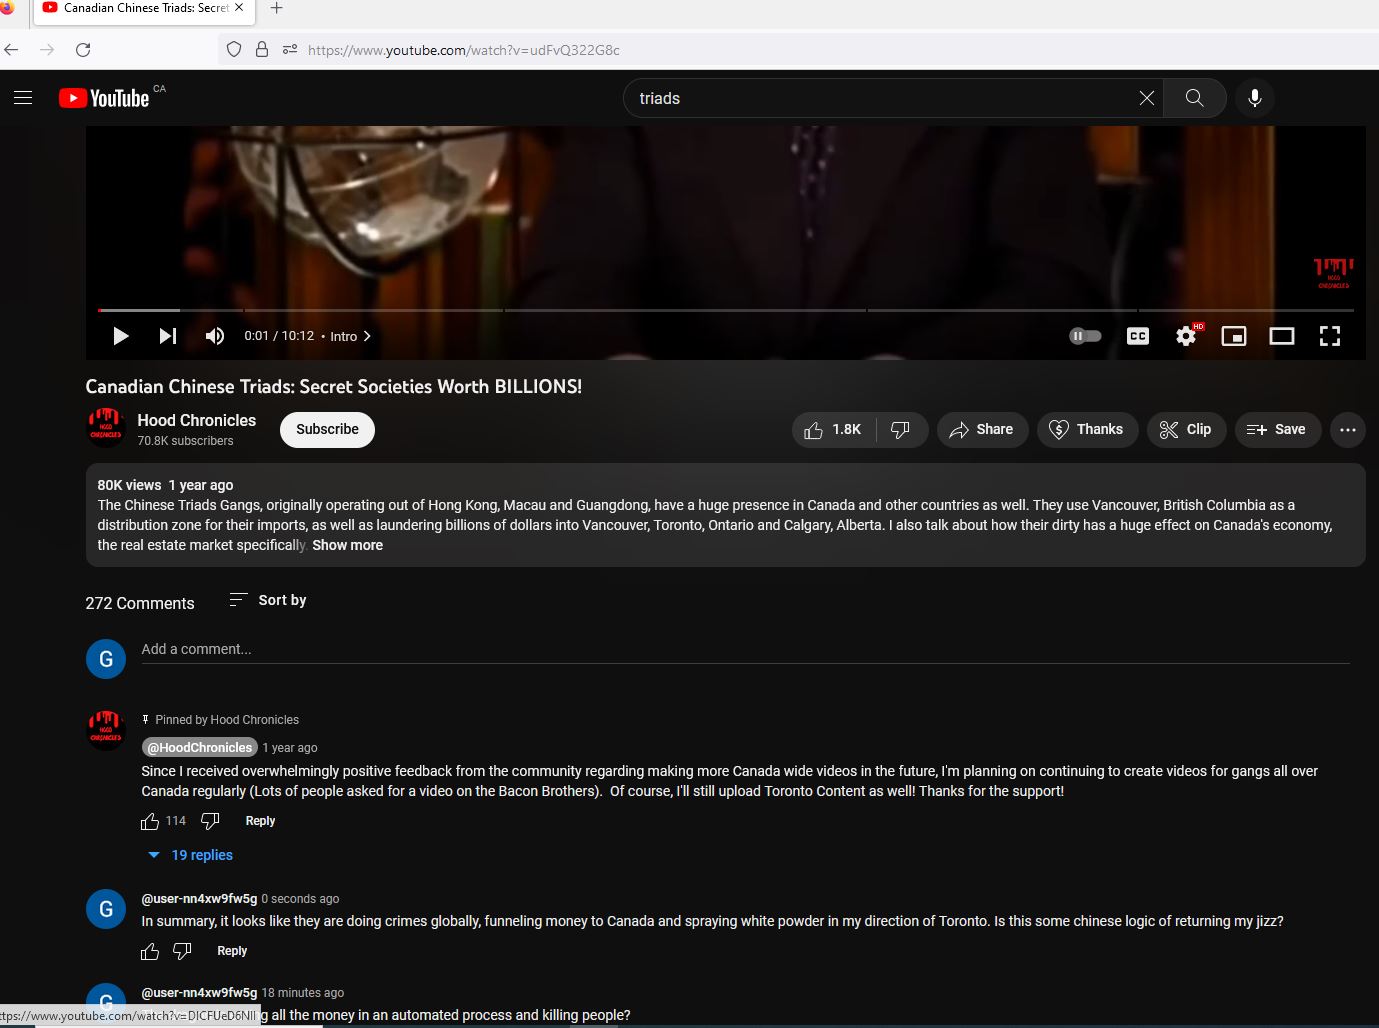 Canadian Chinese Triads: Secret
https://www.youtube.com/watch?v=udFvQ322G8c
YouTube CA
triads
HOOD
CHRONICLES
HD
0:01 / 10:12 • Intro
CC
Canadian Chinese Triads: Secret Societies Worth BILLIONS!
HOOD
CHRONICLES
Hood Chronicles
70.8K subscribers
Subscribe
1.8K
Share
Thanks
Clip
Save
80K views 1 year ago
The Chinese Triads Gangs, originally operating out of Hong Kong, Macau and Guangdong, have a huge presence in Canada and other countries as well. They use Vancouver, British Columbia as a
distribution zone for their imports, as well as laundering billions of dollars into Vancouver, Toronto, Ontario and Calgary, Alberta. I also talk about how their dirty has a huge effect on Canada's economy,
the real estate market specifically. Show more
272 Comments
Sort by
G
Add a comment...
Pinned by Hood Chronicles
HOOD
CHRONICLES
@HoodChronicles 1 year ago
Since I received overwhelmingly positive feedback from the community regarding making more Canada wide videos in the future, I'm planning on continuing to create videos for gangs all over
Canada regularly (Lots of people asked for a video on the Bacon Brothers). Of course, I'll still upload Toronto Content as well! Thanks for the support!
114
Reply
19 replies
G
@user-nn4xw9fw5g 0 seconds ago
In summary, it looks like they are doing crimes globally, funneling money to Canada and spraying white powder in my direction of Toronto. Is this some chinese logic of returning my jizz?
Reply
G
@user-nn4xw9fw5g 18 minutes ago
all the money in an automated process and killing people?